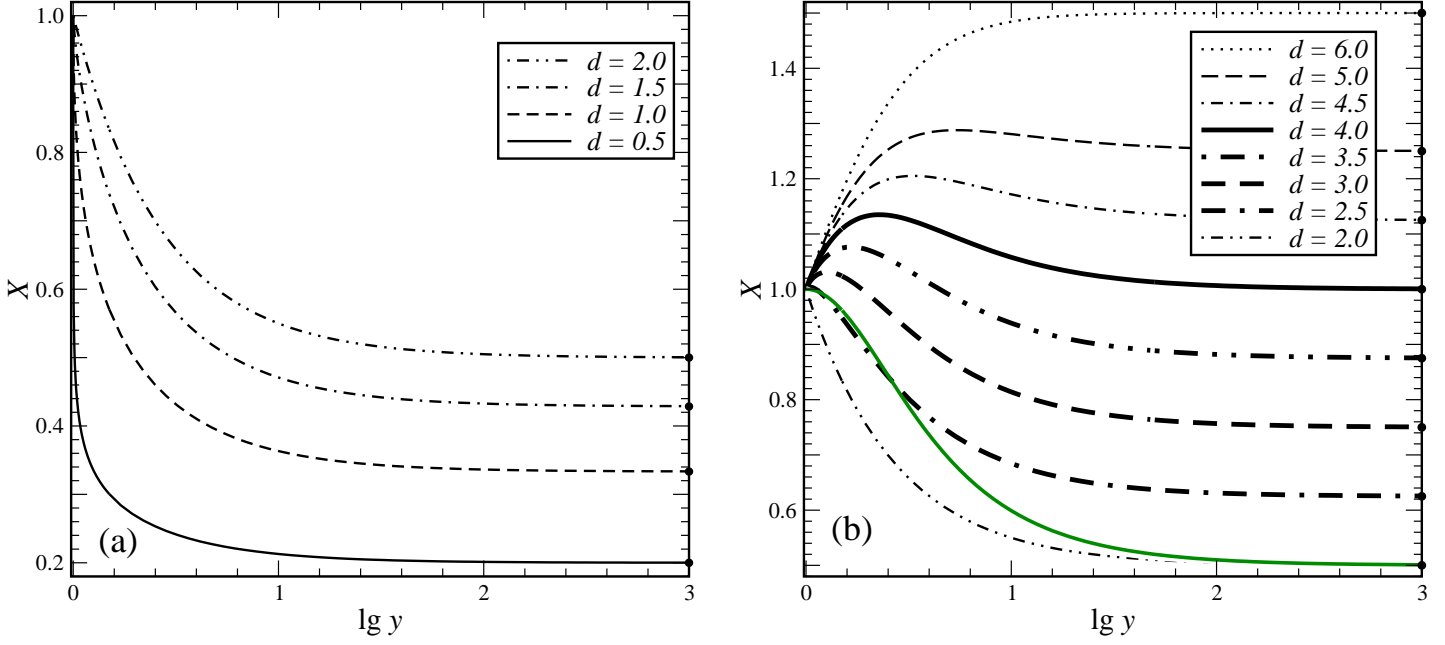 1.0
0.8
0.6
0.4
0.2
X
0
1
2
3
lg y
(a)
d = 2.0
d = 1.5
d = 1.0
d = 0.5
1.4
1.2
1.0
0.8
0.6
X
0
1
2
3
lg y
(b)
d = 6.0
d = 5.0
d = 4.5
d = 4.0
d = 3.5
d = 3.0
d = 2.5
d = 2.0